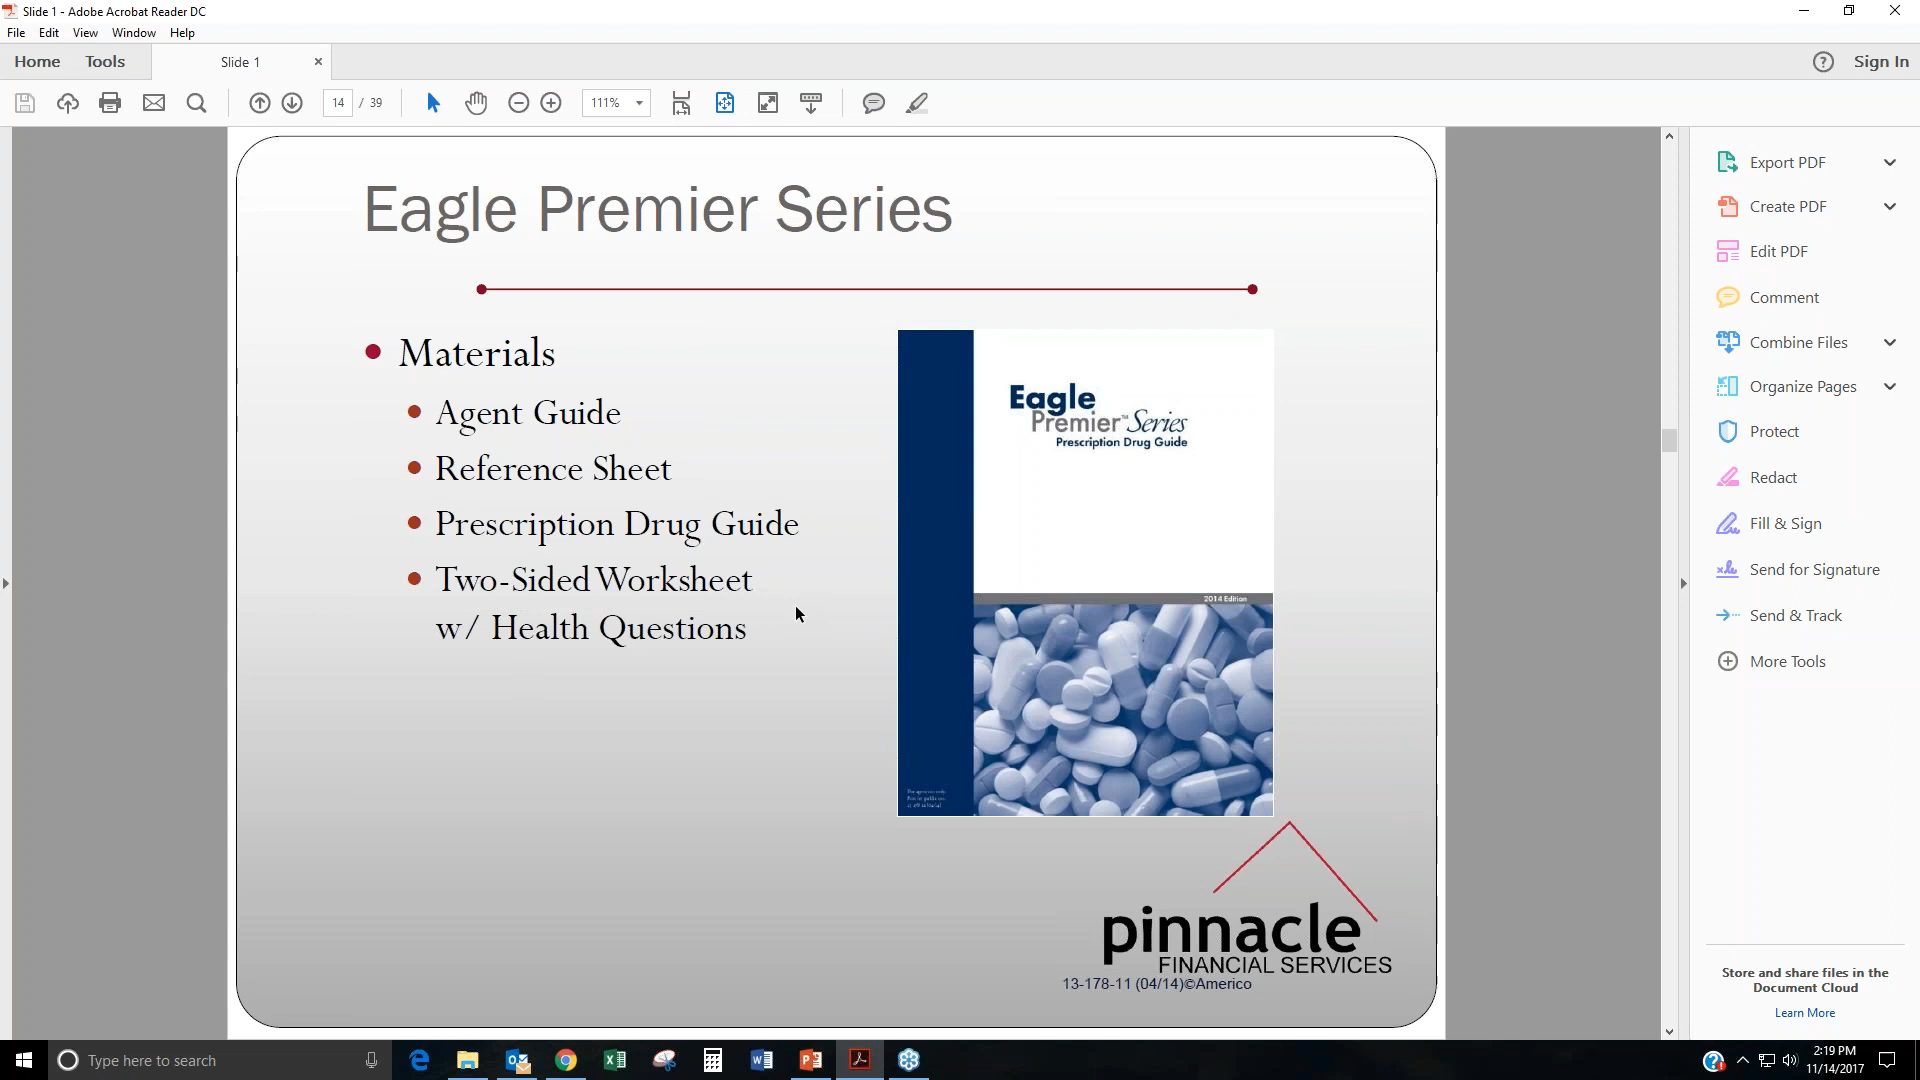 Slide 1 - Adobe Acrobat Reader DC
File Edit View Window Help
Home Tools Slide 1 Sign In
14 / 39 111%
Eagle Premier Series
Materials
Agent Guide
Reference Sheet
Prescription Drug Guide
Two-Sided Worksheet
w/ Health Questions
Eagle
Premier™ Series
Prescription Drug Guide
2014 Edition
pinnacle
FINANCIAL SERVICES
13-178-11 (04/14)©Americo
Export PDF
Create PDF
Edit PDF
Comment
Combine Files
Organize Pages
Protect
Redact
Fill & Sign
Send for Signature
Send & Track
More Tools
Store and share files in the
Document Cloud
Learn More
Type here to search
2:19 PM
11/14/2017